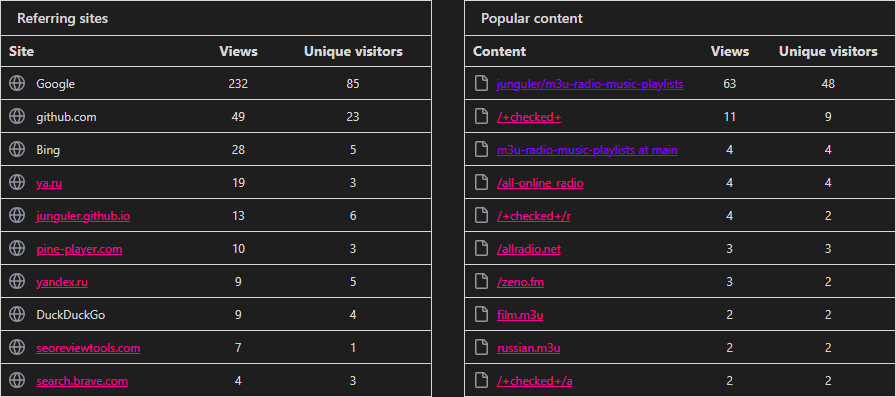 Referring sites
Site Views Unique visitors
Google 232 85
github.com 49 23
Bing 28 5
ya.ru 19 3
junguler.github.io 13 6
pine-player.com 10 3
yandex.ru 9 5
DuckDuckGo 9 4
seoreviewtools.com 7 1
search.brave.com 4 3
Popular content
Content Views Unique visitors
junguler/m3u-radio-music-playlists 63 48
/+checked+ 11 9
m3u-radio-music-playlists at main 4 4
/all-online_radio 4 4
/+checked+/r 4 2
/allradio.net 3 3
/zeno.fm 3 2
film.m3u 2 2
russian.m3u 2 2
/+checked+/a 2 2